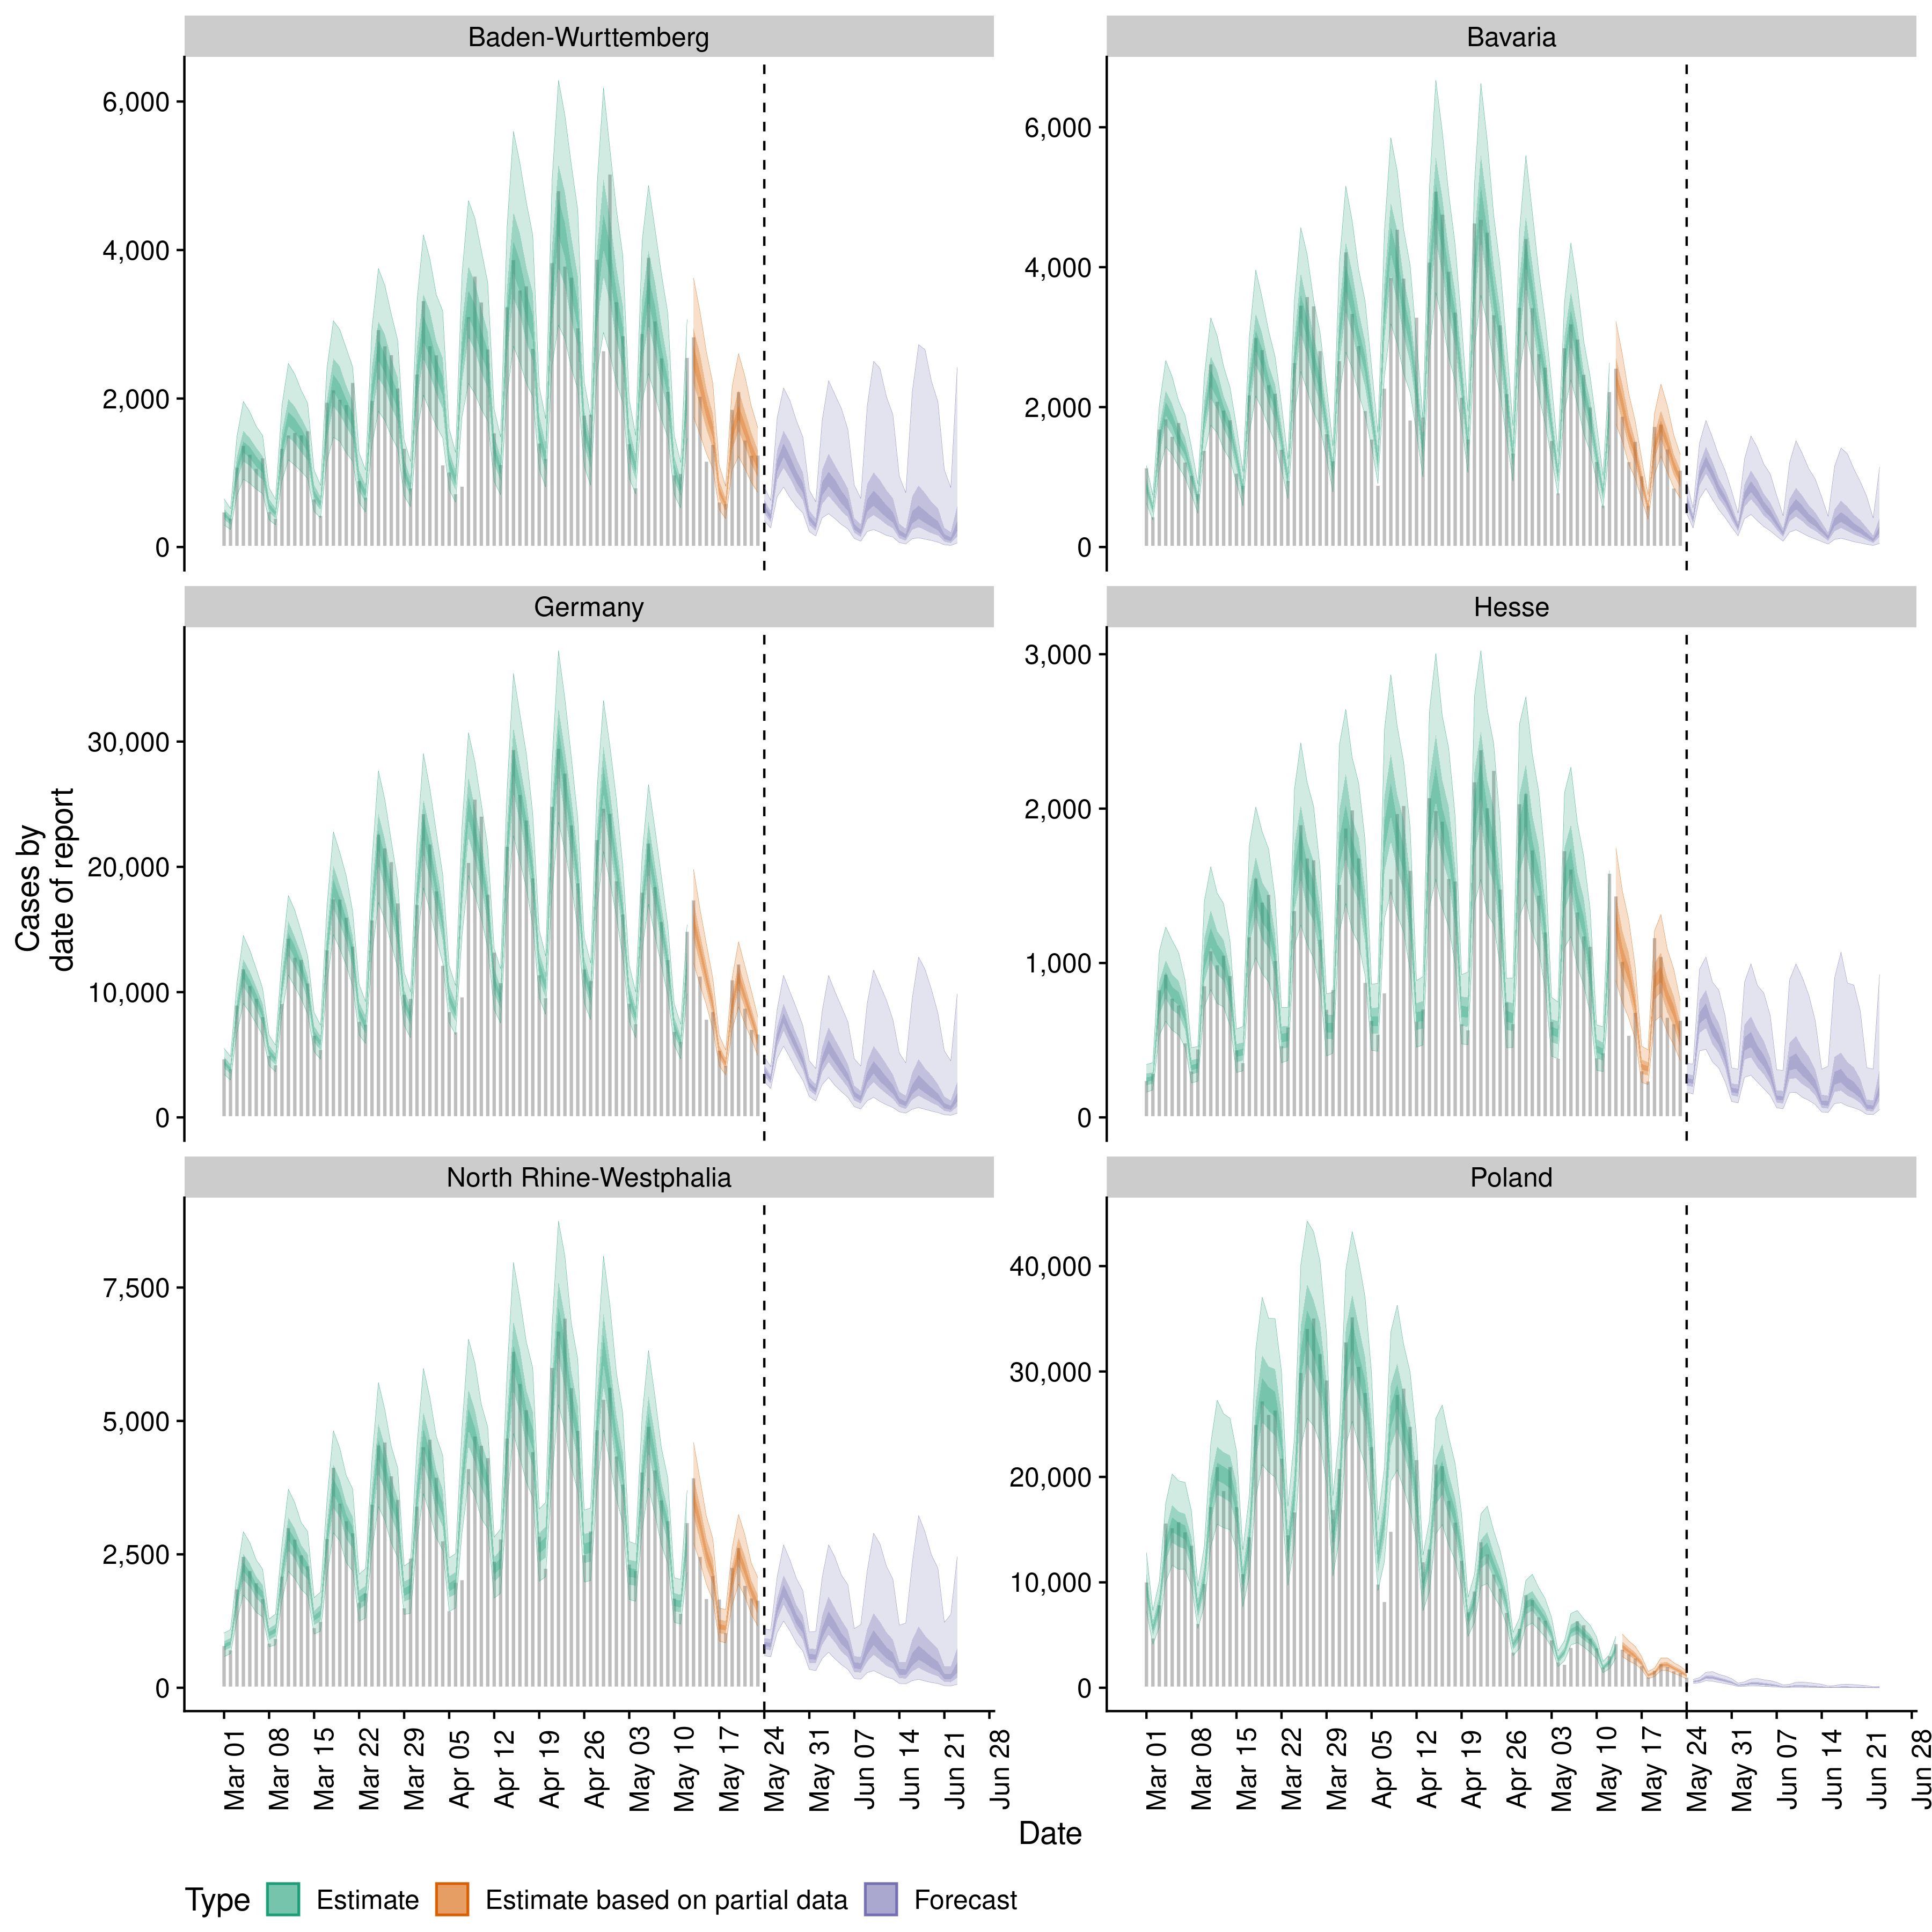 Baden-Wurttemberg
Bavaria
6,000
4,000
2,000
0
6,000
4,000
2,000
0
Germany
Hesse
30,000
20,000
10,000
0
3,000
2,000
1,000
0
Cases by
date of report
North Rhine-Westphalia
Poland
7,500
5,000
2,500
0
40,000
30,000
20,000
10,000
0
Mar 01
Mar 08
Mar 15
Mar 22
Mar 29
Apr 05
Apr 12
Apr 19
Apr 26
May 03
May 10
May 17
May 24
May 31
Jun 07
Jun 14
Jun 21
Jun 28
Mar 01
Mar 08
Mar 15
Mar 22
Mar 29
Apr 05
Apr 12
Apr 19
Apr 26
May 03
May 10
May 17
May 24
May 31
Jun 07
Jun 14
Jun 21
Jun 28
Date
Type Estimate Estimate based on partial data Forecast